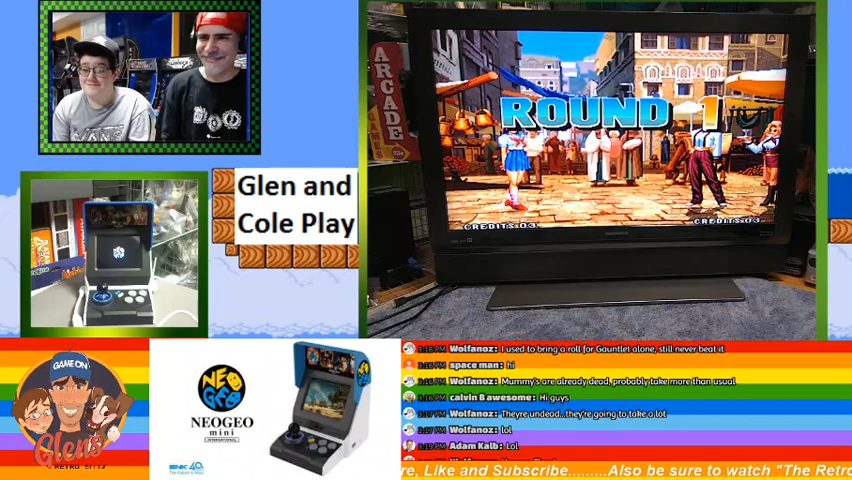 VANS
Galaga
ARCADE
25¢
ROUND 1
CREDITS 03
CREDITS 03
Glen and
Cole Play
GAME ON
Glens
RETRO
NEO
GEO
NEOGEO
mini
INTERNATIONAL
SNK 40th
3:16 PM Wolfanoz: I used to bring a roll for Gauntlet alone, still never beat it
3:16 PM space man: hi
3:16 PM Wolfanoz: Mummy's are already dead, probably take more than usual
3:16 PM calvin B awesome: Hi guys
3:17 PM Wolfanoz: Theyre undead...they're going to take a lot
3:17 PM Wolfanoz: lol
3:19 PM Adam Kalb: Lol
re, Like and Subscribe.........Also be sure to watch "The Retro